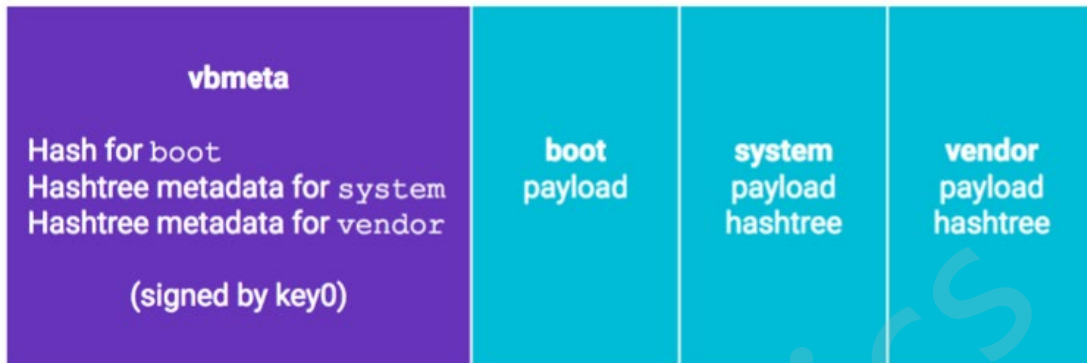 vbmeta
Hash for boot
Hashtree metadata for system
Hashtree metadata for vendor
(signed by key0)
boot
payload
system
payload
hashtree
vendor
payload
hashtree